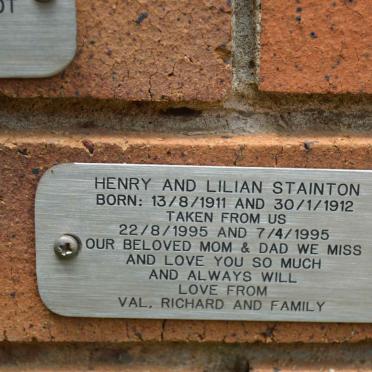 HENRY AND LILIAN STAINTON
BORN: 13/8/1911 AND 30/1/1912
TAKEN FROM US
22/8/1995 AND 7/4/1995
OUR BELOVED MOM & DAD WE MISS
AND LOVE YOU SO MUCH
AND ALWAYS WILL
LOVE FROM
VAL, RICHARD AND FAMILY